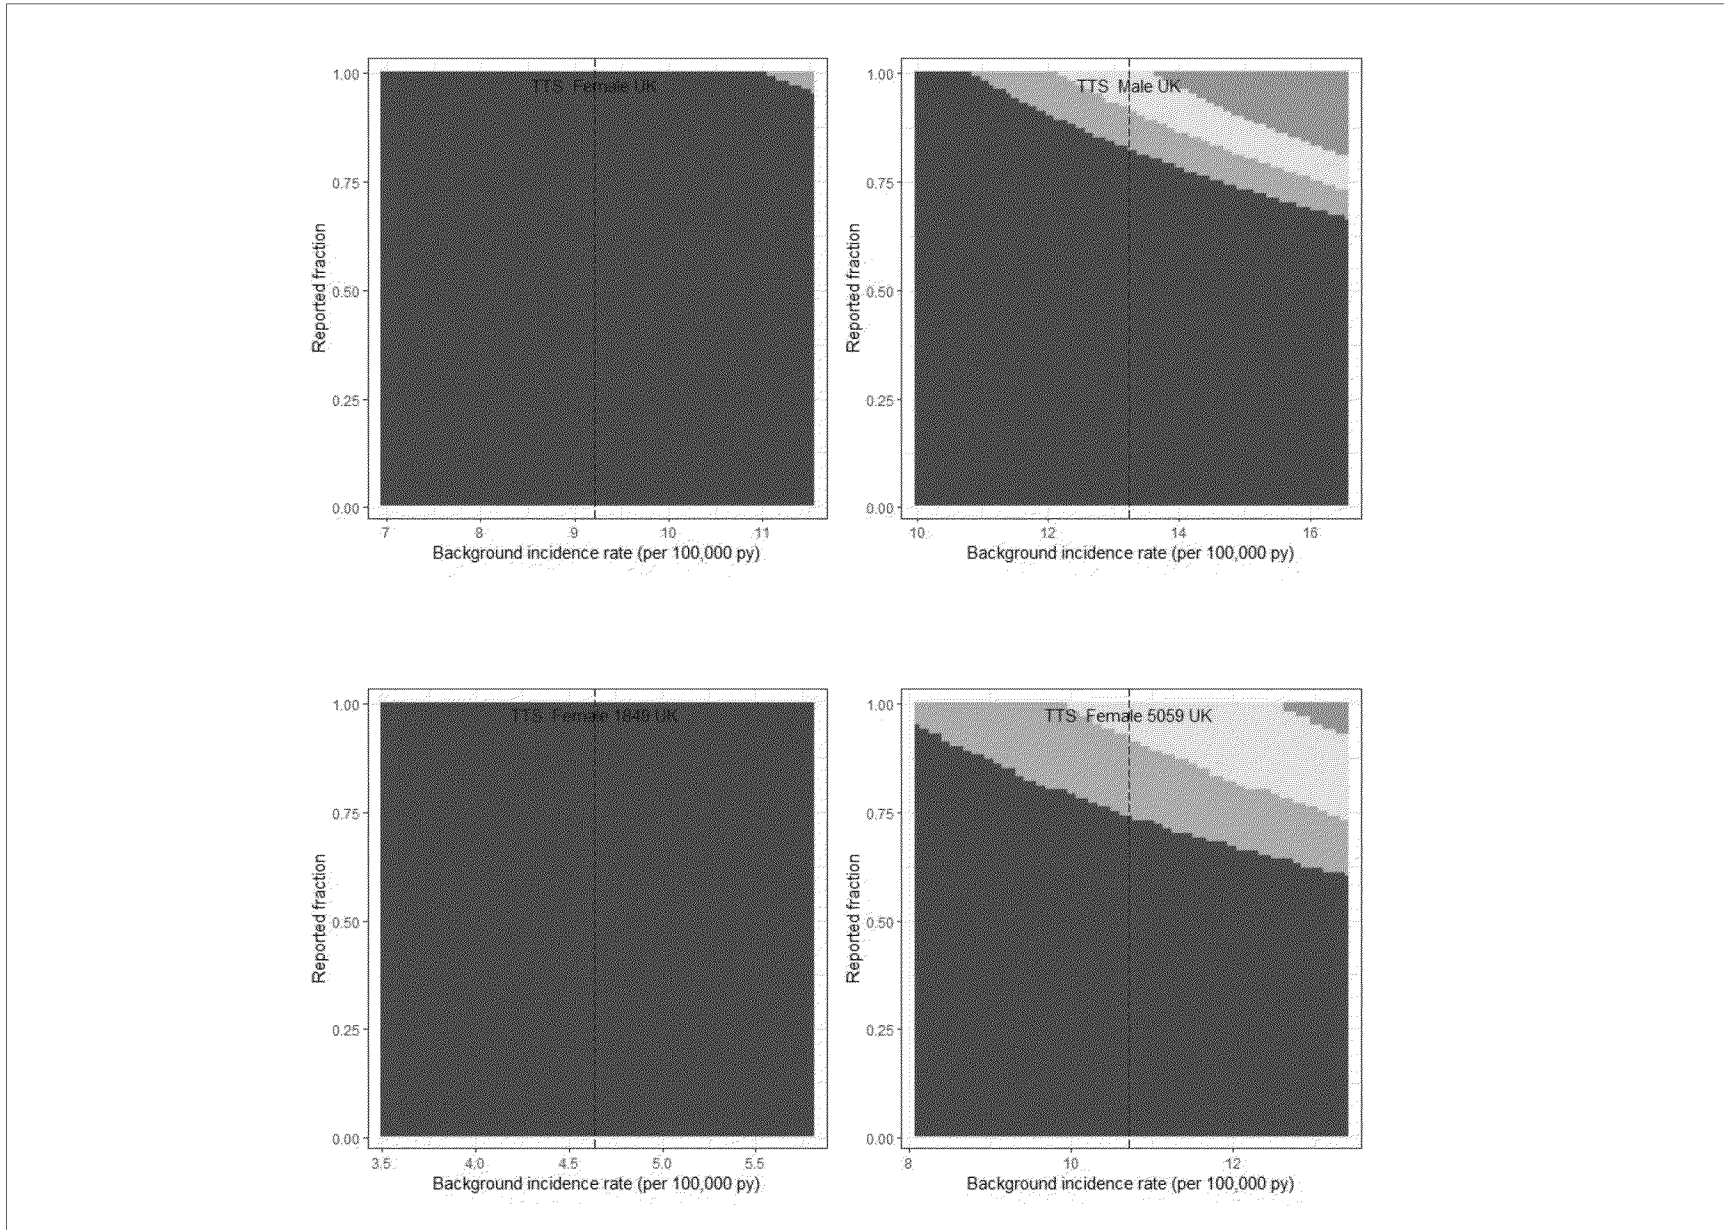 TTS Female UK
1.00
0.75
0.50
0.25
0.00
Reported fraction
7 8 9 10 11
Background incidence rate (per 100,000 py)
TTS Male UK
1.00
0.75
0.50
0.25
0.00
Reported fraction
10 12 14 16
Background incidence rate (per 100,000 py)
TTS Female 1849 UK
1.00
0.75
0.50
0.25
0.00
Reported fraction
3.5 4.0 4.5 5.0 5.5
Background incidence rate (per 100,000 py)
TTS Female 5059 UK
1.00
0.75
0.50
0.25
0.00
Reported fraction
8 10 12
Background incidence rate (per 100,000 py)